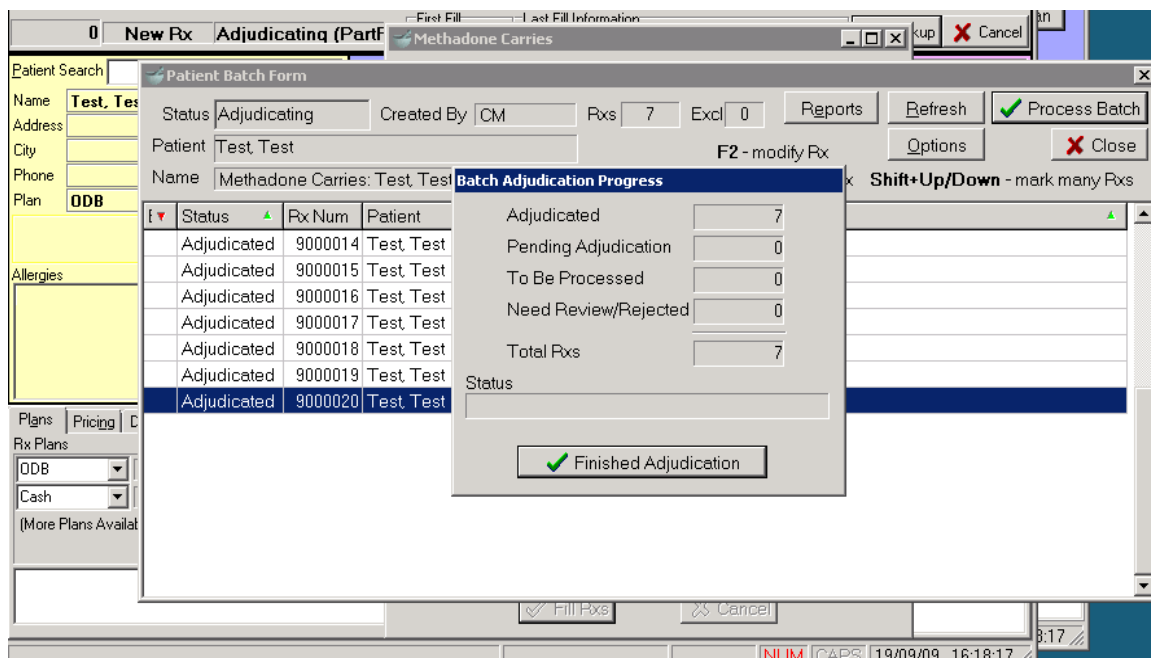 First Fill Last Fill Information
0 New Rx Adjudicating (PartF
Methadone Carries
kup Cancel
an
Patient Search
Patient Batch Form
Name Test, Tes
Address
City
Phone
Plan ODB
Allergies
Status Adjudicating Created By CM Rxs 7 Excl 0 Reports Refresh Process Batch
Patient Test, Test F2 - modify Rx Options Close
Name Methadone Carries: Test, Test x Shift+Up/Down - mark many Rxs
Status Rx Num Patient
Adjudicated 9000014 Test, Test
Adjudicated 9000015 Test, Test
Adjudicated 9000016 Test, Test
Adjudicated 9000017 Test, Test
Adjudicated 9000018 Test, Test
Adjudicated 9000019 Test, Test
Adjudicated 9000020 Test, Test
Batch Adjudication Progress
Adjudicated 7
Pending Adjudication 0
To Be Processed 0
Need Review/Rejected 0
Total Rxs 7
Status
Finished Adjudication
Plans Pricing D
Rx Plans
ODB
Cash
(More Plans Availab
Fill Rxs Cancel
8:17
NUM CAPS 19/09/09 16:18:17